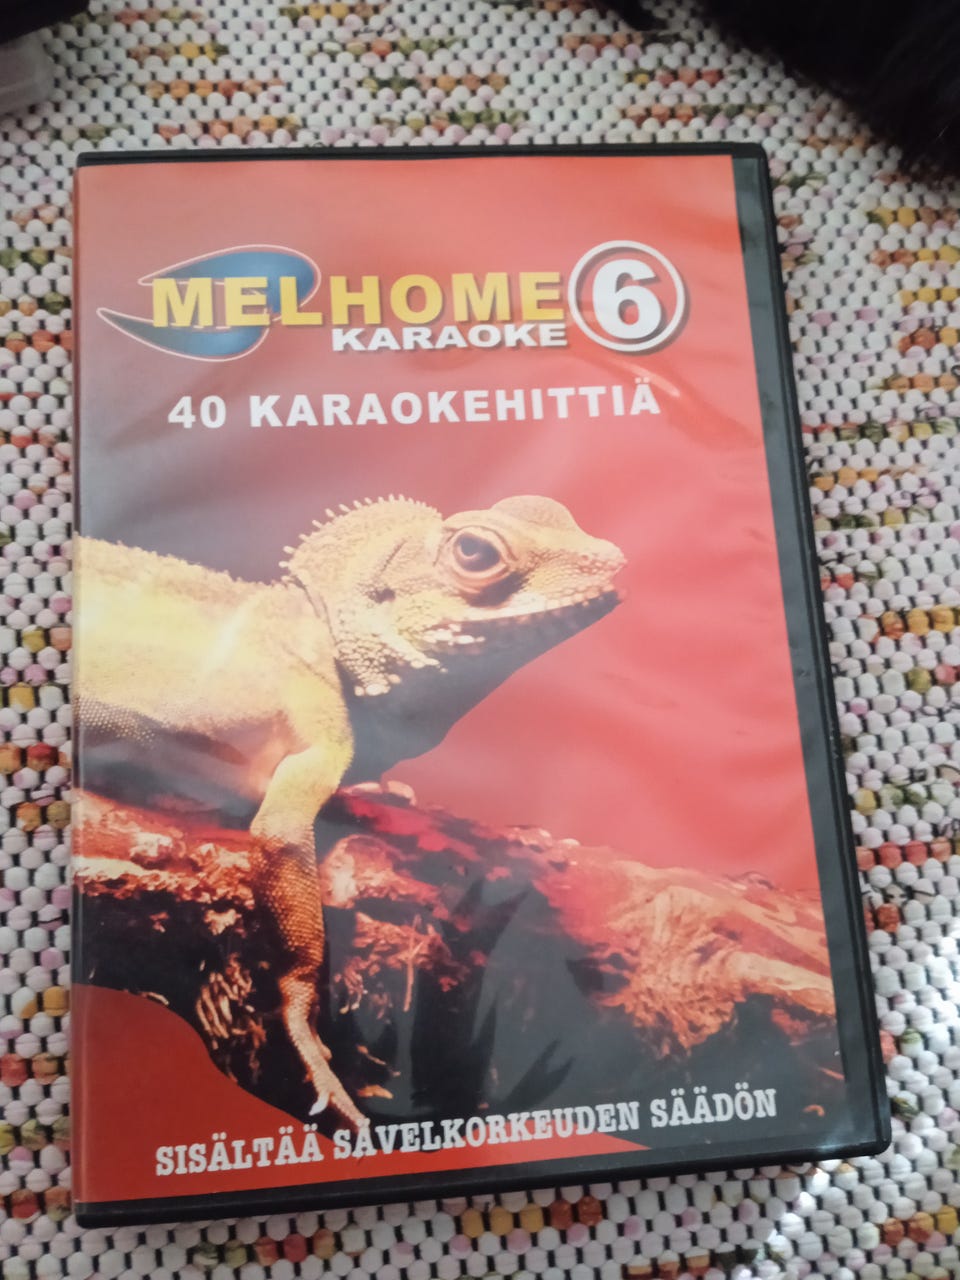 MELHOME 6
KARAOKE
40 KARAOKEHITTIÄ
SISÄLTÄÄ SÄVELKORKEUDEN SÄÄDÖN